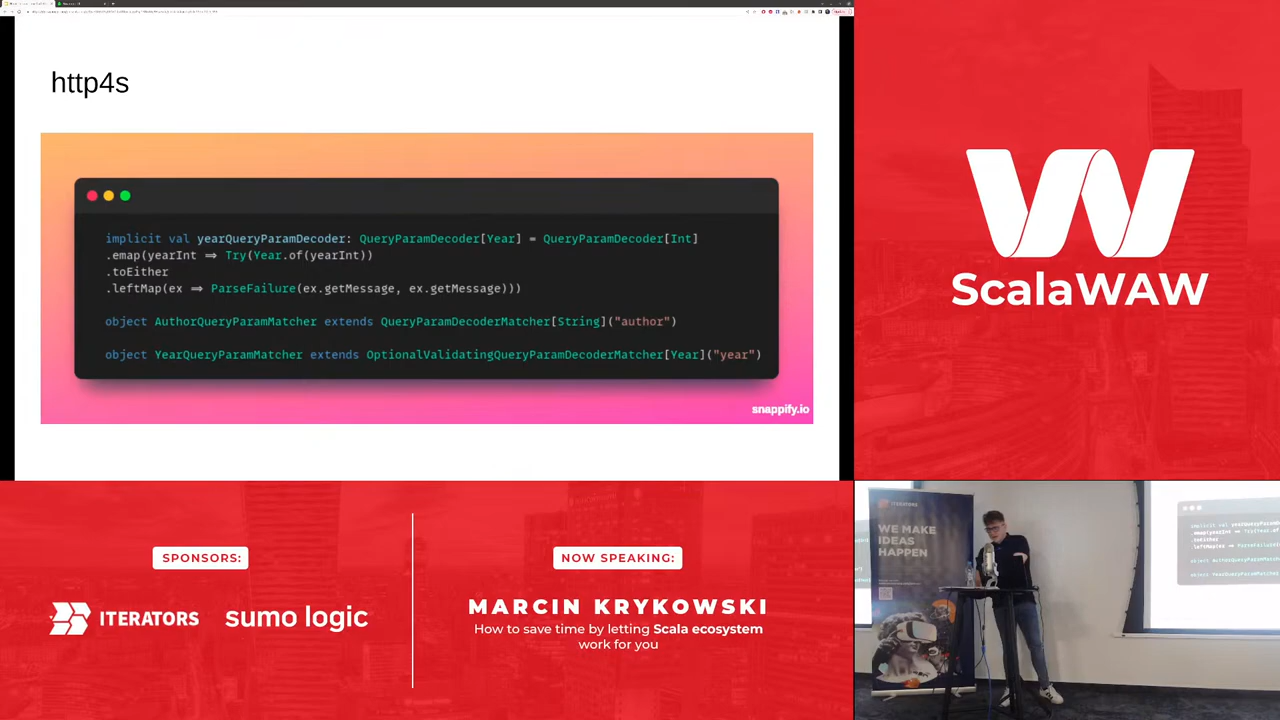 http4s
implicit val yearQueryParamDecoder: QueryParamDecoder[Year] = QueryParamDecoder[Int]
.emap(yearInt => Try(Year.of(yearInt))
.toEither
.leftMap(ex => ParseFailure(ex.getMessage, ex.getMessage)))
object AuthorQueryParamMatcher extends QueryParamDecoderMatcher[String]("author")
object YearQueryParamMatcher extends OptionalValidatingQueryParamDecoderMatcher[Year]("year")
snappify.io
ScalaWAW
SPONSORS:
ITERATORS
sumo logic
NOW SPEAKING:
MARCIN KRYKOWSKI
How to save time by letting Scala ecosystem
work for you
ITERATORS
WE MAKE
IDEAS
HAPPEN